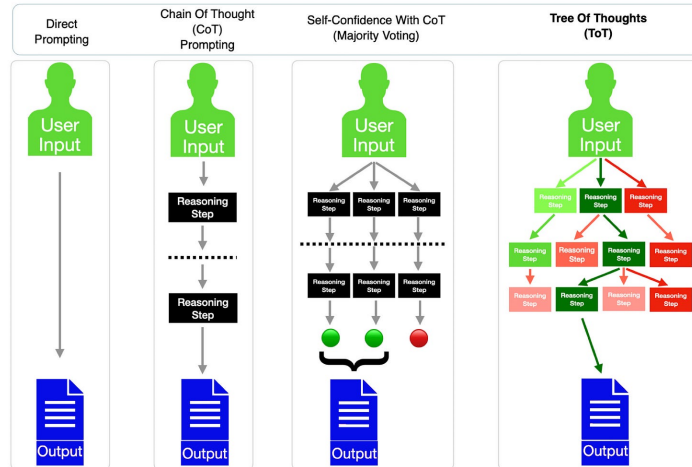 Direct
Prompting
Chain Of Thought
(CoT)
Prompting
Self-Confidence With CoT
(Majority Voting)
Tree Of Thoughts
(ToT)
User
Input
Output
User
Input
Reasoning
Step
Reasoning
Step
Output
User
Input
Reasoning
Step
Reasoning
Step
Reasoning
Step
Reasoning
Step
Reasoning
Step
Reasoning
Step
Output
User
Input
Reasoning
Step
Reasoning
Step
Reasoning
Step
Reasoning
Step
Reasoning
Step
Reasoning
Step
Reasoning
Step
Reasoning
Step
Reasoning
Step
Reasoning
Step
Reasoning
Step
Output